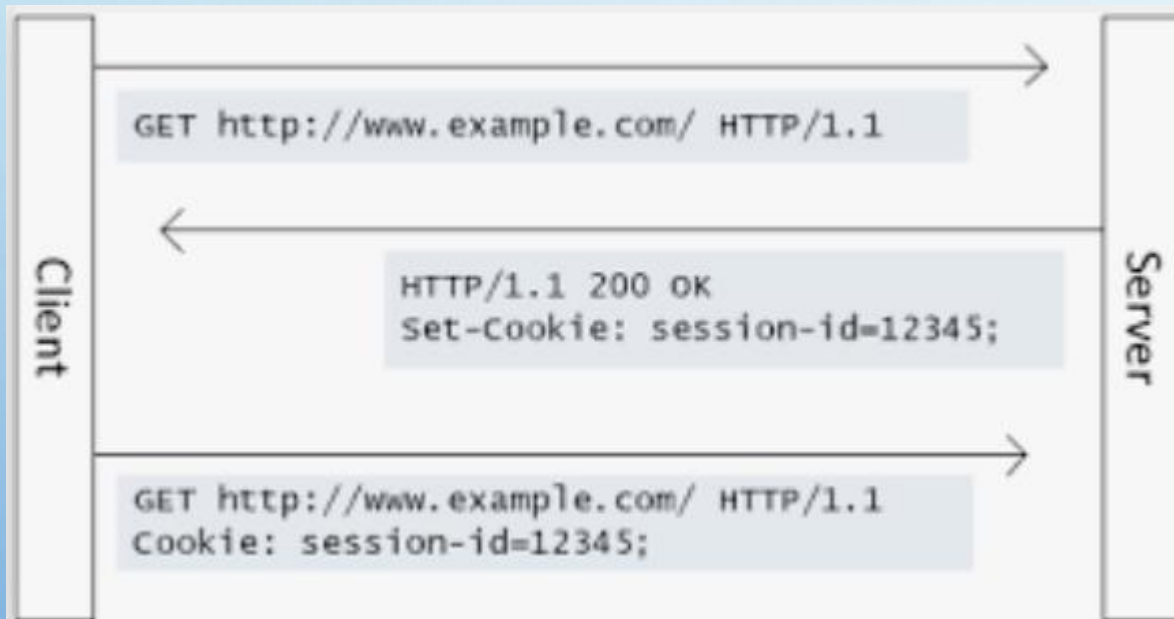 Client
GET http://www.example.com/ HTTP/1.1
HTTP/1.1 200 OK
Set-Cookie: session-id=12345;
GET http://www.example.com/ HTTP/1.1
Cookie: session-id=12345;
Server